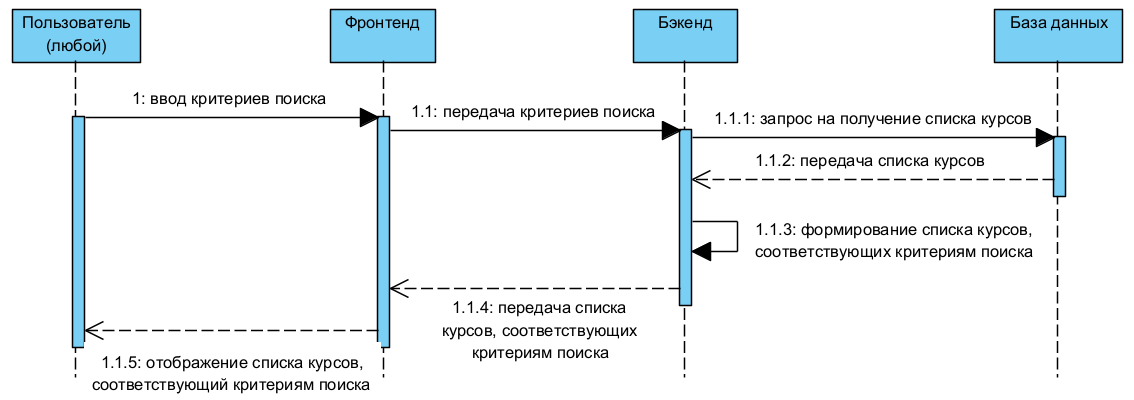 Пользователь
(любой)
Фронтенд
Бэкенд
База данных
1: ввод критериев поиска
1.1: передача критериев поиска
1.1.1: запрос на получение списка курсов
1.1.2: передача списка курсов
1.1.3: формирование списка курсов,
соответствующих критериям поиска
1.1.4: передача списка
курсов, соответствующих
критериям поиска
1.1.5: отображение списка курсов,
соответствующий критериям поиска